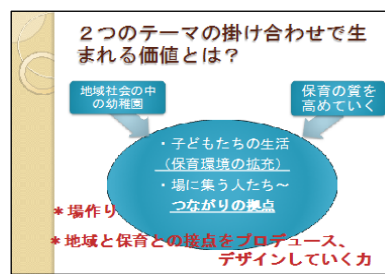 ２つのテーマの掛け合わせで生
まれる価値とは？
地域社会の中
の幼稚園
保育の質を
高めていく
・子どもたちの生活
（保育環境の拡充）
・場に集う人たち～
つながりの拠点
＊場作り
＊地域と保育との接点をプロデュース、
デザインしていく力